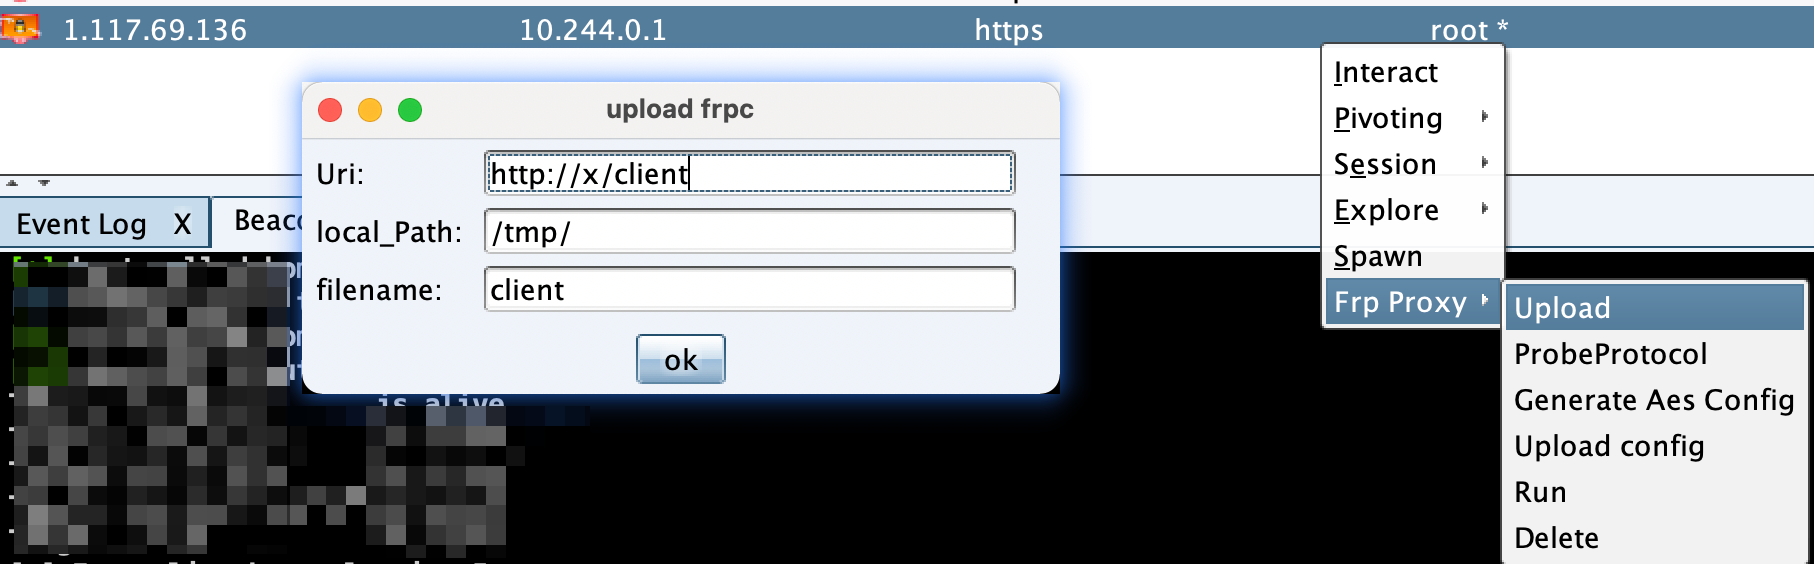 1.117.69.136 10.244.0.1 https root *
Interact
Pivoting
Session
Explore
Spawn
Frp Proxy
Upload
ProbeProtocol
Generate Aes Config
Upload config
Run
Delete
upload frpc
Uri: http://x/client
local_Path: /tmp/
filename: client
ok
Event Log X
is alive